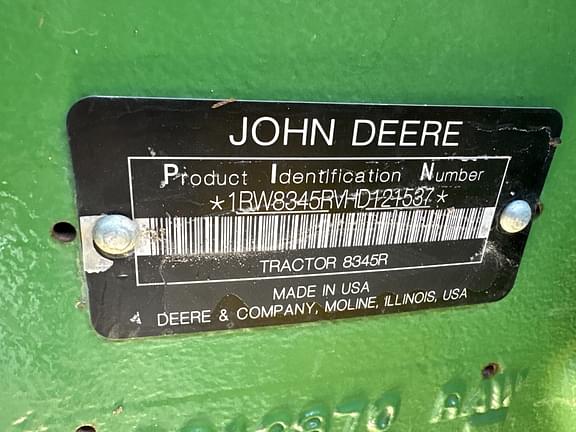 JOHN DEERE
Product Identification Number
*1RW8345RVHD121537*
TRACTOR 8345R
MADE IN USA
DEERE & COMPANY, MOLINE, ILLINOIS, USA